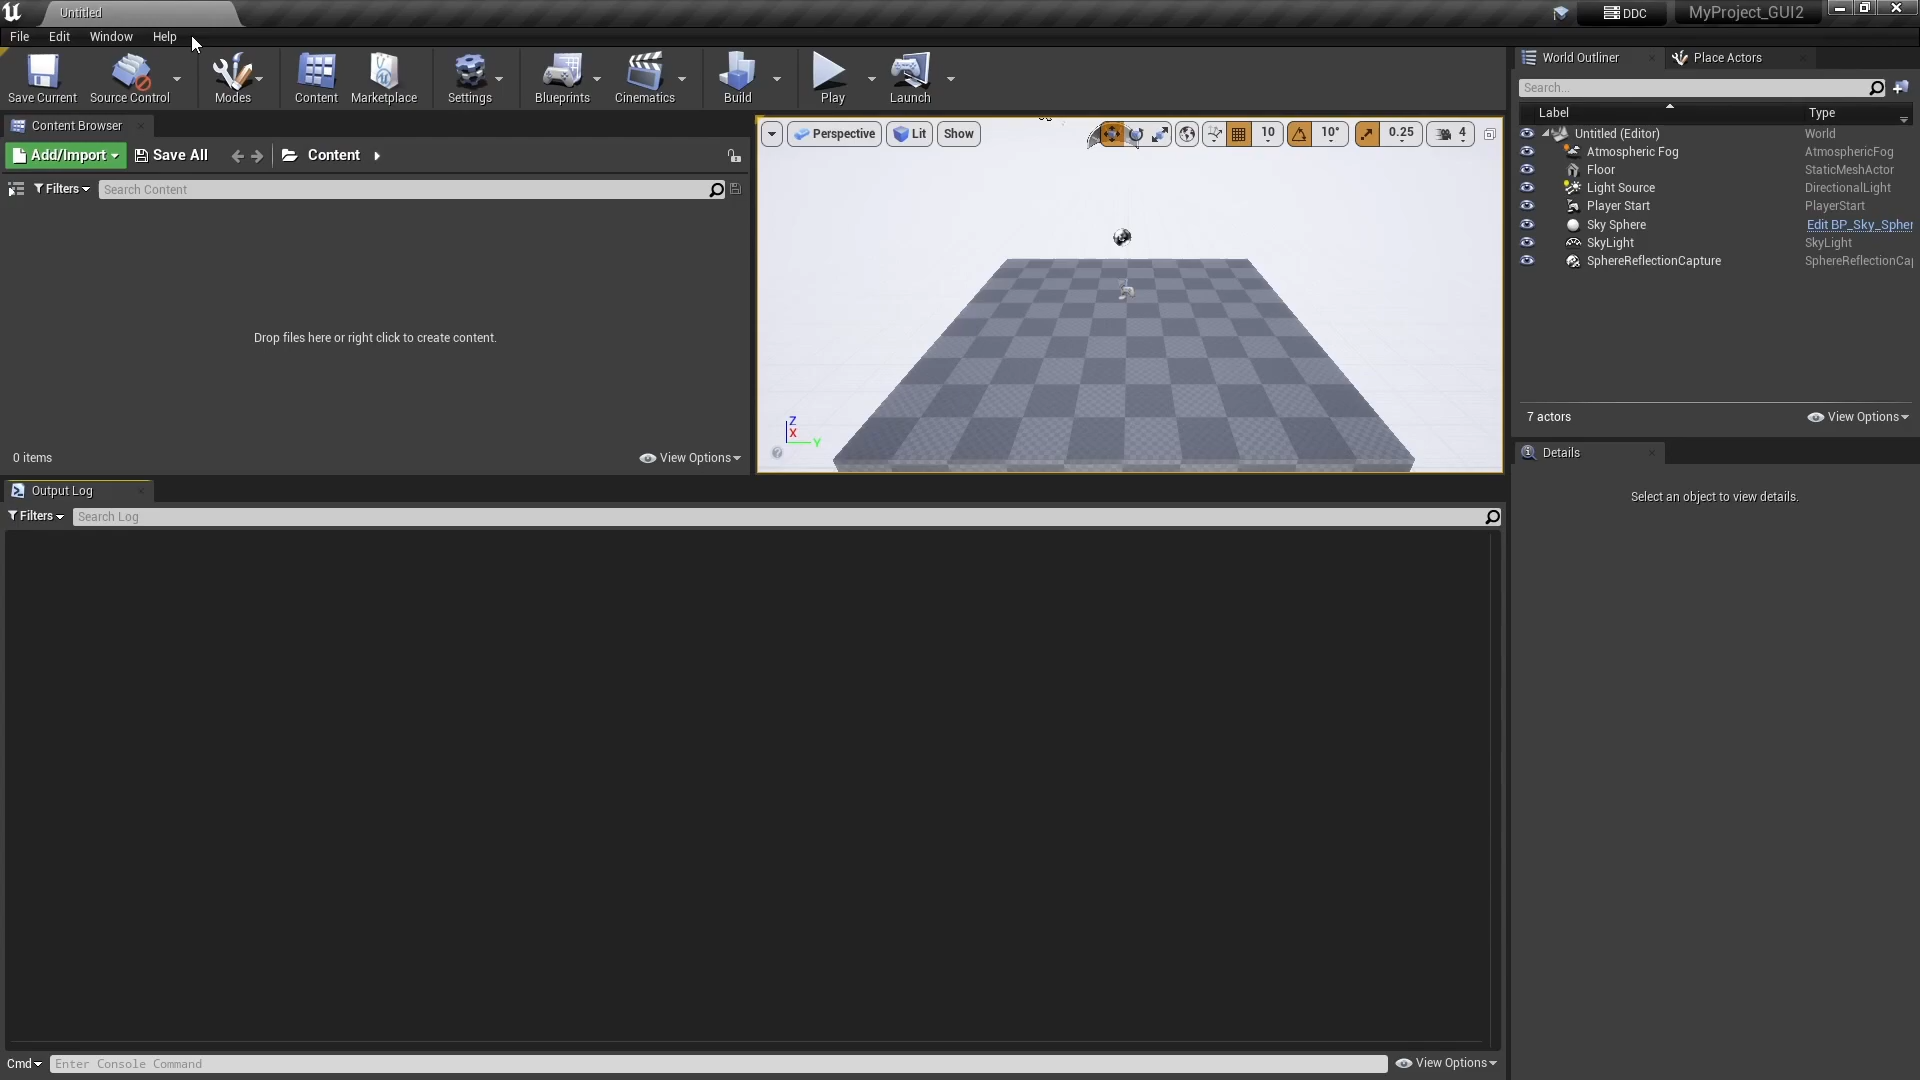 Untitled
DDC
MyProject_GUI2
File Edit Window Help
Save Current
Source Control
Modes
Content
Marketplace
Settings
Blueprints
Cinematics
Build
Play
Launch
Content Browser
Add/Import
Save All
Content
Filters
Search Content
Drop files here or right click to create content.
0 items
View Options
Perspective
Lit
Show
10
10°
0.25
4
Z
X
Y
World Outliner
Place Actors
Search...
Label Type
Untitled (Editor) World
Atmospheric Fog AtmosphericFog
Floor StaticMeshActor
Light Source DirectionalLight
Player Start PlayerStart
Sky Sphere Edit BP_Sky_Spher
SkyLight SkyLight
SphereReflectionCapture SphereReflectionCap
7 actors
View Options
Details
Select an object to view details.
Output Log
Filters
Search Log
Cmd
Enter Console Command
View Options